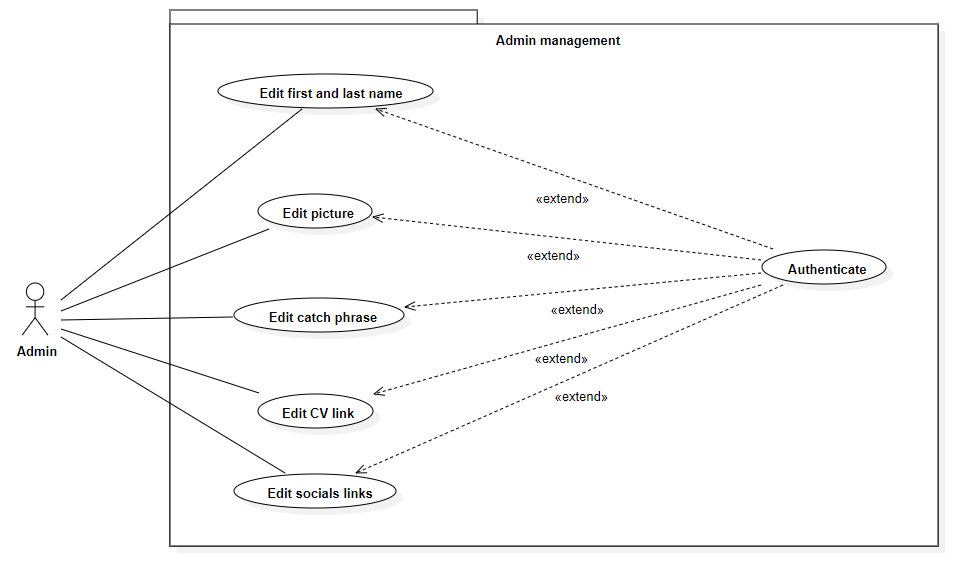 Admin management
Edit first and last name
«extend»
Edit picture
«extend»
Authenticate
Edit catch phrase
«extend»
Admin
«extend»
«extend»
Edit CV link
Edit socials links